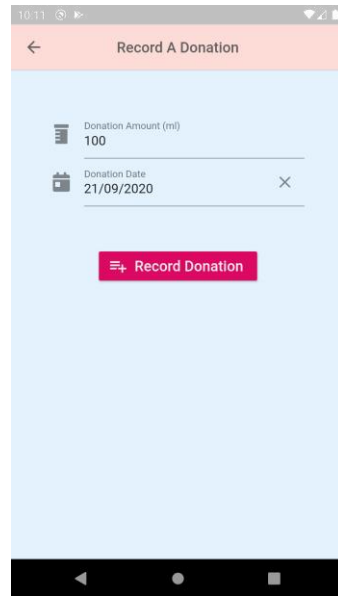 10:11
Record A Donation
Donation Amount (ml)
100
Donation Date
21/09/2020
Record Donation